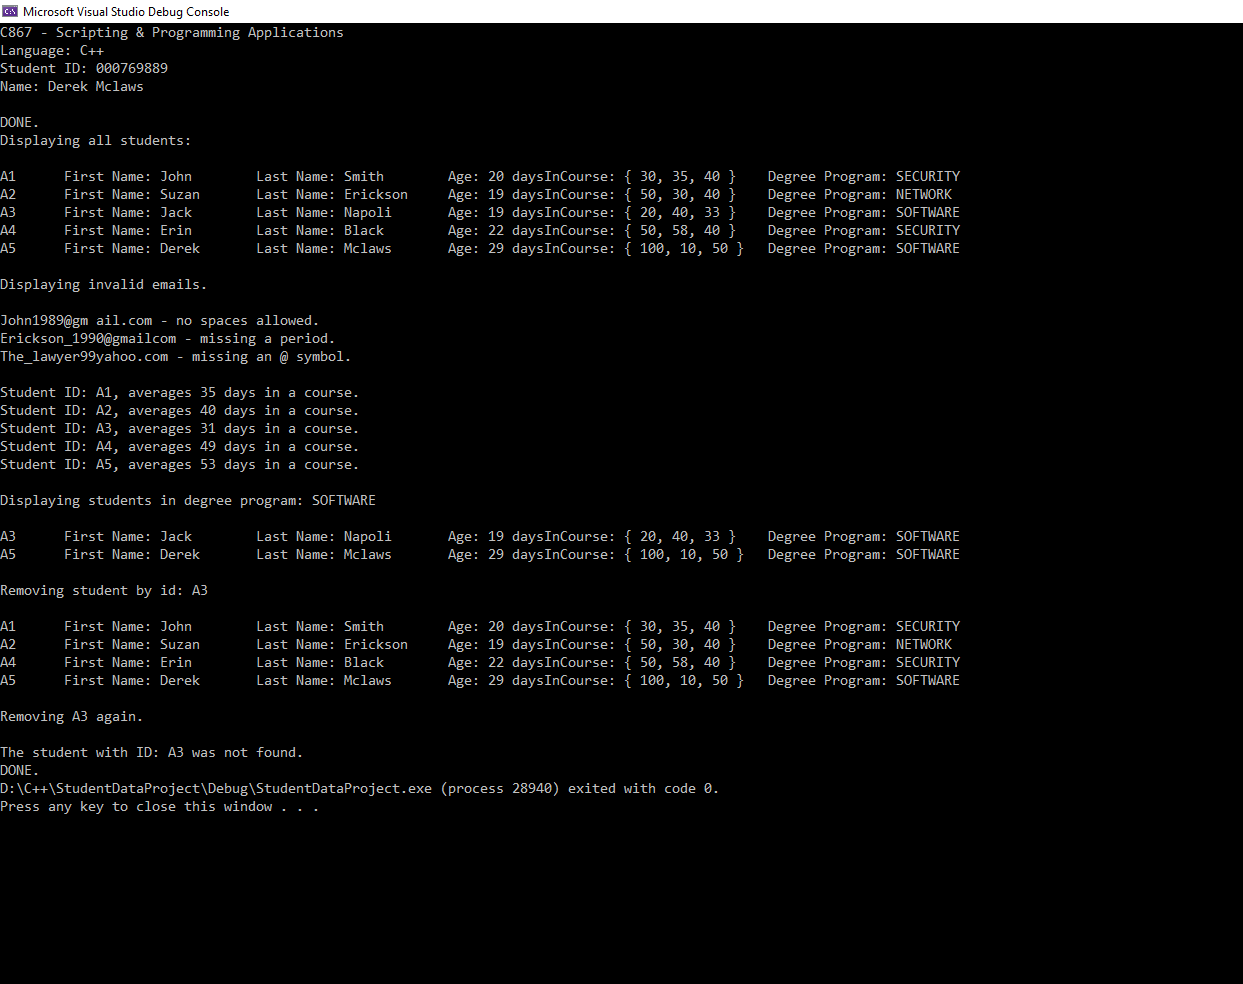 Microsoft Visual Studio Debug Console
C867 - Scripting & Programming Applications
Language: C++
Student ID: 000769889
Name: Derek Mclaws
DONE.
Displaying all students:
A1 First Name: John Last Name: Smith Age: 20 daysInCourse: { 30, 35, 40 } Degree Program: SECURITY
A2 First Name: Suzan Last Name: Erickson Age: 19 daysInCourse: { 50, 30, 40 } Degree Program: NETWORK
A3 First Name: Jack Last Name: Napoli Age: 19 daysInCourse: { 20, 40, 33 } Degree Program: SOFTWARE
A4 First Name: Erin Last Name: Black Age: 22 daysInCourse: { 50, 58, 40 } Degree Program: SECURITY
A5 First Name: Derek Last Name: Mclaws Age: 29 daysInCourse: { 100, 10, 50 } Degree Program: SOFTWARE
Displaying invalid emails.
John1989@gm ail.com - no spaces allowed.
Erickson_1990@gmailcom - missing a period.
The_lawyer99yahoo.com - missing an @ symbol.
Student ID: A1, averages 35 days in a course.
Student ID: A2, averages 40 days in a course.
Student ID: A3, averages 31 days in a course.
Student ID: A4, averages 49 days in a course.
Student ID: A5, averages 53 days in a course.
Displaying students in degree program: SOFTWARE
A3 First Name: Jack Last Name: Napoli Age: 19 daysInCourse: { 20, 40, 33 } Degree Program: SOFTWARE
A5 First Name: Derek Last Name: Mclaws Age: 29 daysInCourse: { 100, 10, 50 } Degree Program: SOFTWARE
Removing student by id: A3
A1 First Name: John Last Name: Smith Age: 20 daysInCourse: { 30, 35, 40 } Degree Program: SECURITY
A2 First Name: Suzan Last Name: Erickson Age: 19 daysInCourse: { 50, 30, 40 } Degree Program: NETWORK
A4 First Name: Erin Last Name: Black Age: 22 daysInCourse: { 50, 58, 40 } Degree Program: SECURITY
A5 First Name: Derek Last Name: Mclaws Age: 29 daysInCourse: { 100, 10, 50 } Degree Program: SOFTWARE
Removing A3 again.
The student with ID: A3 was not found.
DONE.
D:\C++\StudentDataProject\Debug\StudentDataProject.exe (process 28940) exited with code 0.
Press any key to close this window . . .